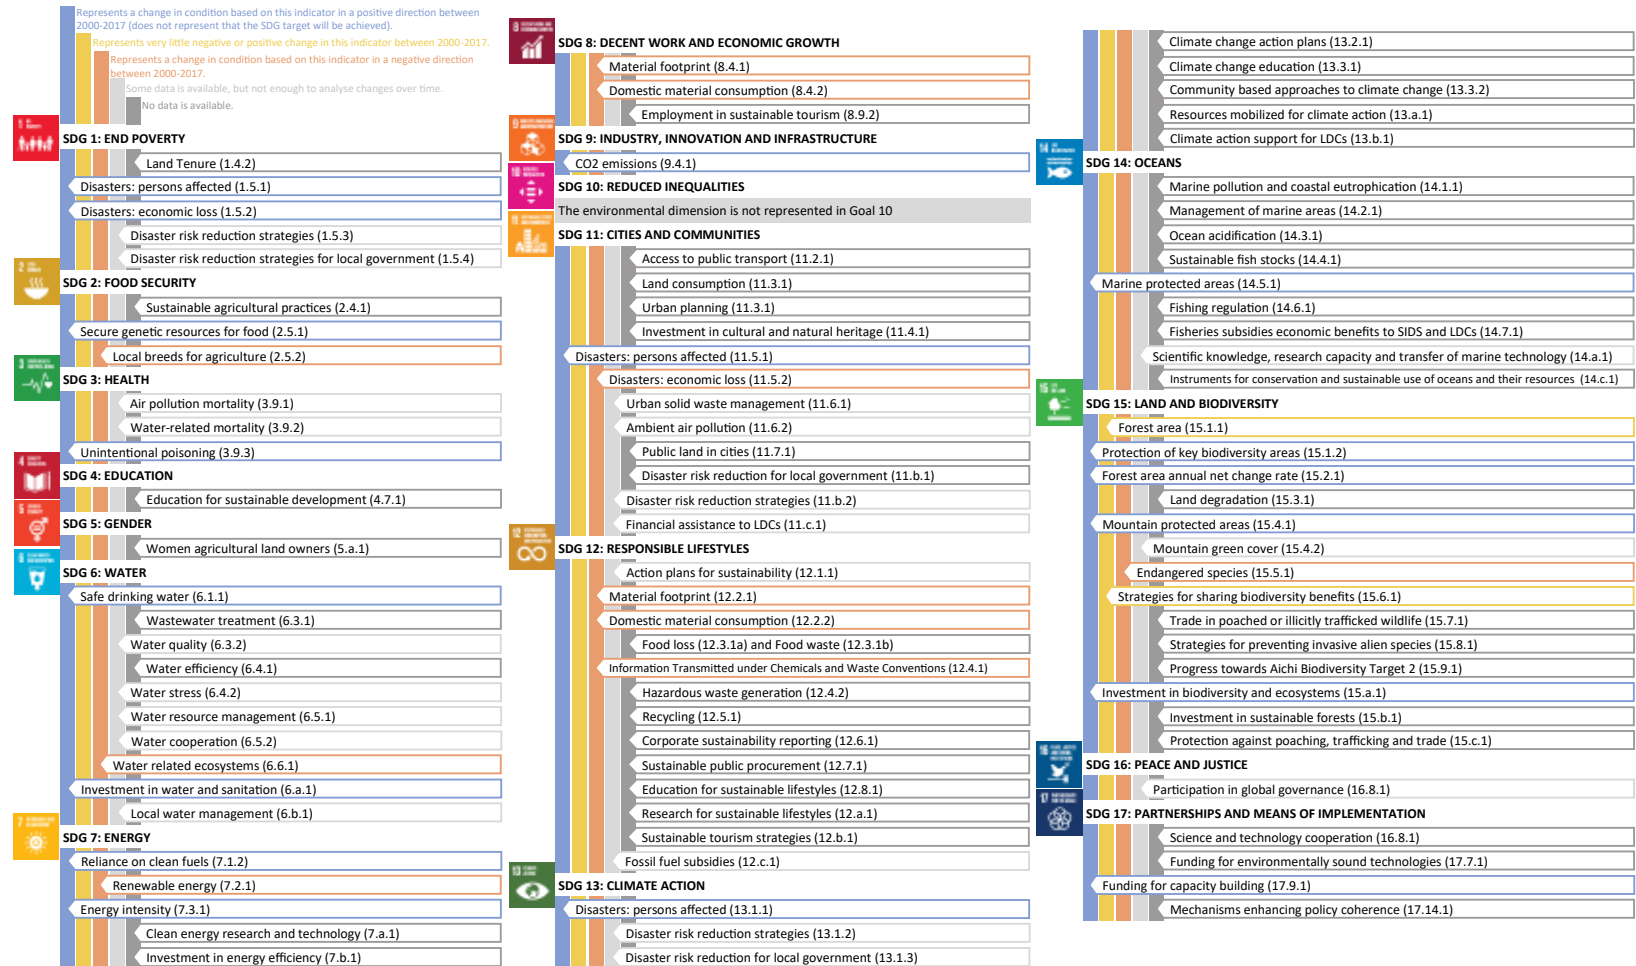 Represents a change in condition based on this indicator in a positive direction between
2000-2017 (does not represent that the SDG target will be achieved).
Represents very little negative or positive change in this indicator between 2000-2017.
Represents a change in condition based on this indicator in a negative direction
between 2000-2017.
Some data is available, but not enough to analyse changes over time.
No data is available.
1
SDG 1: END POVERTY
Land Tenure (1.4.2)
Disasters: persons affected (1.5.1)
Disasters: economic loss (1.5.2)
Disaster risk reduction strategies (1.5.3)
Disaster risk reduction strategies for local government (1.5.4)
2
SDG 2: FOOD SECURITY
Sustainable agricultural practices (2.4.1)
Secure genetic resources for food (2.5.1)
Local breeds for agriculture (2.5.2)
3
SDG 3: HEALTH
Air pollution mortality (3.9.1)
Water-related mortality (3.9.2)
Unintentional poisoning (3.9.3)
4
SDG 4: EDUCATION
Education for sustainable development (4.7.1)
5
SDG 5: GENDER
Women agricultural land owners (5.a.1)
6
SDG 6: WATER
Safe drinking water (6.1.1)
Wastewater treatment (6.3.1)
Water quality (6.3.2)
Water efficiency (6.4.1)
Water stress (6.4.2)
Water resource management (6.5.1)
Water cooperation (6.5.2)
Water related ecosystems (6.6.1)
Investment in water and sanitation (6.a.1)
Local water management (6.b.1)
7
SDG 7: ENERGY
Reliance on clean fuels (7.1.2)
Renewable energy (7.2.1)
Energy intensity (7.3.1)
Clean energy research and technology (7.a.1)
Investment in energy efficiency (7.b.1)
8
SDG 8: DECENT WORK AND ECONOMIC GROWTH
Material footprint (8.4.1)
Domestic material consumption (8.4.2)
Employment in sustainable tourism (8.9.2)
9
SDG 9: INDUSTRY, INNOVATION AND INFRASTRUCTURE
CO2 emissions (9.4.1)
10
SDG 10: REDUCED INEQUALITIES
The environmental dimension is not represented in Goal 10
11
SDG 11: CITIES AND COMMUNITIES
Access to public transport (11.2.1)
Land consumption (11.3.1)
Urban planning (11.3.1)
Investment in cultural and natural heritage (11.4.1)
Disasters: persons affected (11.5.1)
Disasters: economic loss (11.5.2)
Urban solid waste management (11.6.1)
Ambient air pollution (11.6.2)
Public land in cities (11.7.1)
Disaster risk reduction for local government (11.b.1)
Disaster risk reduction strategies (11.b.2)
Financial assistance to LDCs (11.c.1)
12
SDG 12: RESPONSIBLE LIFESTYLES
Action plans for sustainability (12.1.1)
Material footprint (12.2.1)
Domestic material consumption (12.2.2)
Food loss (12.3.1a) and Food waste (12.3.1b)
Information Transmitted under Chemicals and Waste Conventions (12.4.1)
Hazardous waste generation (12.4.2)
Recycling (12.5.1)
Corporate sustainability reporting (12.6.1)
Sustainable public procurement (12.7.1)
Education for sustainable lifestyles (12.8.1)
Research for sustainable lifestyles (12.a.1)
Sustainable tourism strategies (12.b.1)
Fossil fuel subsidies (12.c.1)
13
SDG 13: CLIMATE ACTION
Disasters: persons affected (13.1.1)
Disaster risk reduction strategies (13.1.2)
Disaster risk reduction for local government (13.1.3)
Climate change action plans (13.2.1)
Climate change education (13.3.1)
Community based approaches to climate change (13.3.2)
Resources mobilized for climate action (13.a.1)
Climate action support for LDCs (13.b.1)
14
SDG 14: OCEANS
Marine pollution and coastal eutrophication (14.1.1)
Management of marine areas (14.2.1)
Ocean acidification (14.3.1)
Sustainable fish stocks (14.4.1)
Marine protected areas (14.5.1)
Fishing regulation (14.6.1)
Fisheries subsidies economic benefits to SIDS and LDCs (14.7.1)
Scientific knowledge, research capacity and transfer of marine technology (14.a.1)
Instruments for conservation and sustainable use of oceans and their resources (14.c.1)
15
SDG 15: LAND AND BIODIVERSITY
Forest area (15.1.1)
Protection of key biodiversity areas (15.1.2)
Forest area annual net change rate (15.2.1)
Land degradation (15.3.1)
Mountain protected areas (15.4.1)
Mountain green cover (15.4.2)
Endangered species (15.5.1)
Strategies for sharing biodiversity benefits (15.6.1)
Trade in poached or illicitly trafficked wildlife (15.7.1)
Strategies for preventing invasive alien species (15.8.1)
Progress towards Aichi Biodiversity Target 2 (15.9.1)
Investment in biodiversity and ecosystems (15.a.1)
Investment in sustainable forests (15.b.1)
Protection against poaching, trafficking and trade (15.c.1)
16
SDG 16: PEACE AND JUSTICE
Participation in global governance (16.8.1)
17
SDG 17: PARTNERSHIPS AND MEANS OF IMPLEMENTATION
Science and technology cooperation (16.8.1)
Funding for environmentally sound technologies (17.7.1)
Funding for capacity building (17.9.1)
Mechanisms enhancing policy coherence (17.14.1)